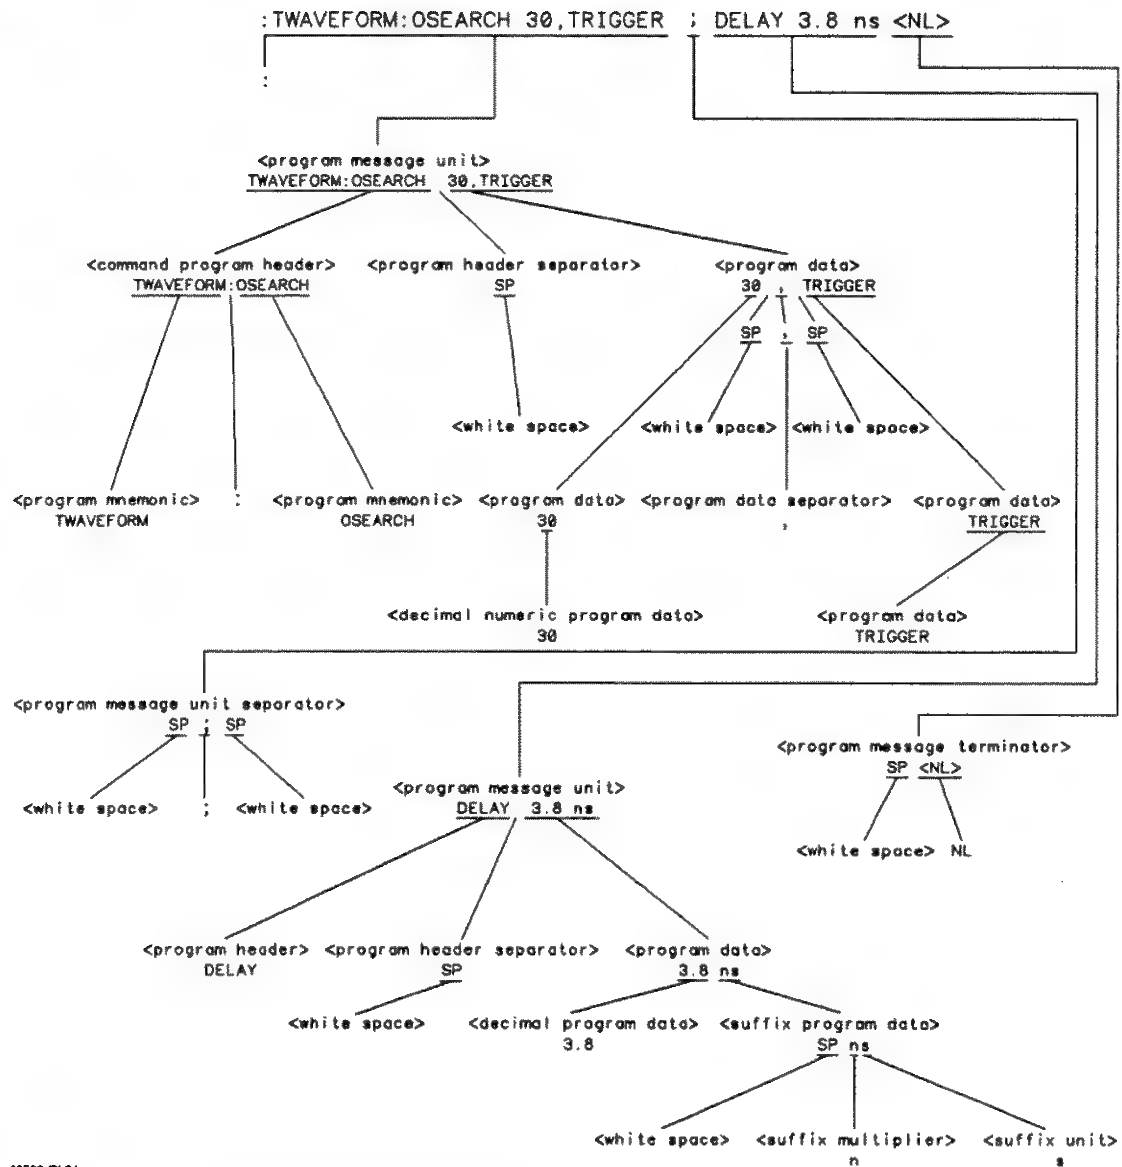 :TWAVEFORM:OSEARCH 30,TRIGGER ; DELAY 3.8 ns <NL>
:
<program message unit>
TWAVEFORM:OSEARCH 30,TRIGGER
<command program header> <program header separator> <program data>
TWAVEFORM:OSEARCH SP 30 , TRIGGER
SP , SP
<white space> <white space> <white space>
<program mnemonic> : <program mnemonic> <program data> <program data separator> <program data>
TWAVEFORM OSEARCH 30 , TRIGGER
<decimal numeric program data> <program data>
30 TRIGGER
<program message unit separator>
SP ; SP
<program message terminator>
SP <NL>
<white space> ; <white space>
<program message unit>
DELAY 3.8 ns
<white space> NL
<program header> <program header separator> <program data>
DELAY SP 3.8 ns
<white space> <decimal program data> <suffix program data>
3.8 SP ns
<white space> <suffix multiplier> <suffix unit>
n s